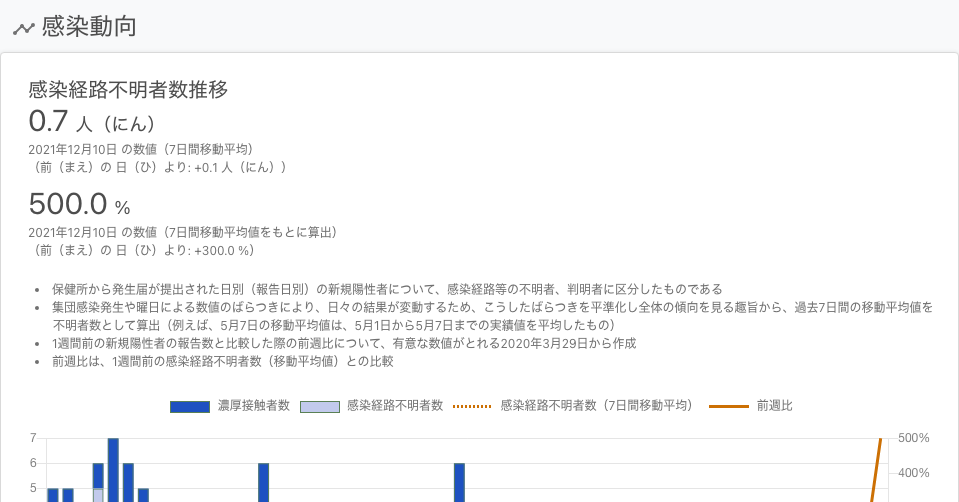 感染動向
感染経路不明者数推移
0.7 人（にん）
2021年12月10日 の数値（7日間移動平均）
（前（まえ）の 日（ひ）より: +0.1 人（にん））
500.0 %
2021年12月10日 の数値（7日間移動平均値をもとに算出）
（前（まえ）の 日（ひ）より: +300.0 %）
• 保健所から発生届が提出された日別（報告日別）の新規陽性者について、感染経路等の不明者、判明者に区分したものである
• 集団感染発生や曜日による数値のばらつきにより、日々の結果が変動するため、こうしたばらつきを平準化し全体の傾向を見る趣旨から、過去7日間の移動平均値を
不明者数として算出（例えば、5月7日の移動平均値は、5月1日から5月7日までの実績値を平均したもの）
• 1週間前の新規陽性者の報告数と比較した際の前週比について、有意な数値がとれる2020年3月29日から作成
• 前週比は、1週間前の感染経路不明者数（移動平均値）との比較
濃厚接触者数 感染経路不明者数 感染経路不明者数（7日間移動平均） 前週比
7 500%
6 400%
5